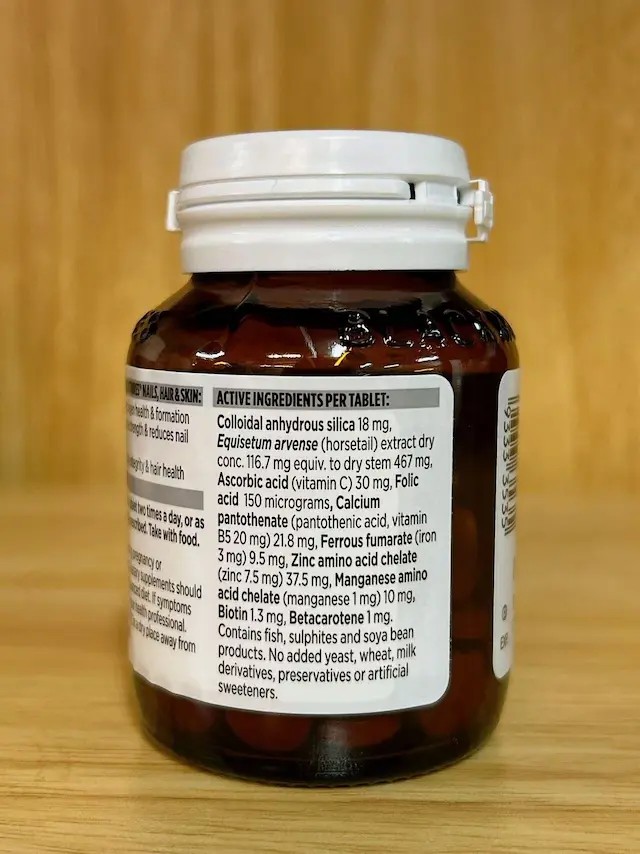 BLACKM
NAILS, HAIR & SKIN:
health & formation
& reduces nail
& hair health
two times a day, or as
Take with food.
pregnancy or
supplements should
diet. If symptoms
health professional.
dry place away from
ACTIVE INGREDIENTS PER TABLET:
Colloidal anhydrous silica 18 mg,
Equisetum arvense (horsetail) extract dry
conc. 116.7 mg equiv. to dry stem 467 mg,
Ascorbic acid (vitamin C) 30 mg, Folic
acid 150 micrograms, Calcium
pantothenate (pantothenic acid, vitamin
B5 20 mg) 21.8 mg, Ferrous fumarate (iron
3 mg) 9.5 mg, Zinc amino acid chelate
(zinc 7.5 mg) 37.5 mg, Manganese amino
acid chelate (manganese 1 mg) 10 mg,
Biotin 1.3 mg, Betacarotene 1 mg.
Contains fish, sulphites and soya bean
products. No added yeast, wheat, milk
derivatives, preservatives or artificial
sweeteners.